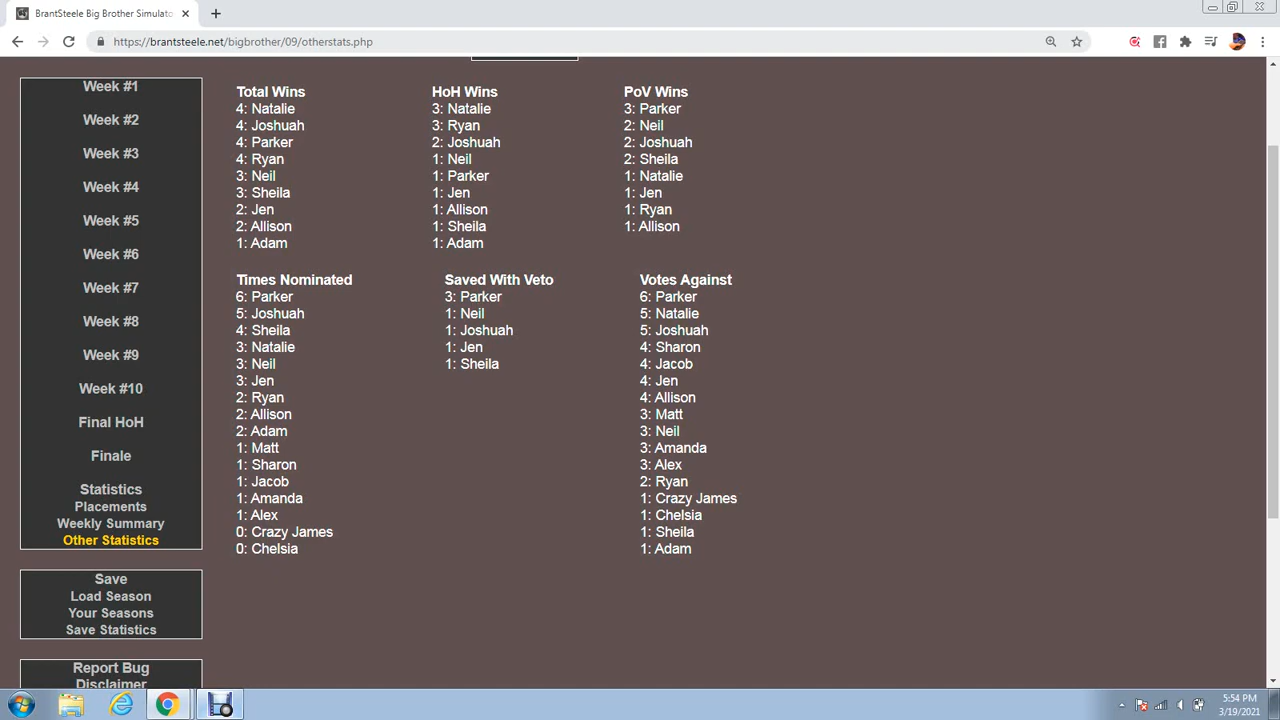 BrantSteele Big Brother Simulato
https://brantsteele.net/bigbrother/09/otherstats.php
Week #1
Week #2
Week #3
Week #4
Week #5
Week #6
Week #7
Week #8
Week #9
Week #10
Final HoH
Finale
Statistics
Placements
Weekly Summary
Other Statistics
Save
Load Season
Your Seasons
Save Statistics
Report Bug
Disclaimer
Total Wins
4: Natalie
4: Joshuah
4: Parker
4: Ryan
3: Neil
3: Sheila
2: Jen
2: Allison
1: Adam
HoH Wins
3: Natalie
3: Ryan
2: Joshuah
1: Neil
1: Parker
1: Jen
1: Allison
1: Sheila
1: Adam
PoV Wins
3: Parker
2: Neil
2: Joshuah
2: Sheila
1: Natalie
1: Jen
1: Ryan
1: Allison
Times Nominated
6: Parker
5: Joshuah
4: Sheila
3: Natalie
3: Neil
3: Jen
2: Ryan
2: Allison
2: Adam
1: Matt
1: Sharon
1: Jacob
1: Amanda
1: Alex
0: Crazy James
0: Chelsia
Saved With Veto
3: Parker
1: Neil
1: Joshuah
1: Jen
1: Sheila
Votes Against
6: Parker
5: Natalie
5: Joshuah
4: Sharon
4: Jacob
4: Jen
4: Allison
3: Matt
3: Neil
3: Amanda
3: Alex
2: Ryan
1: Crazy James
1: Chelsia
1: Sheila
1: Adam
5:54 PM
3/19/2021